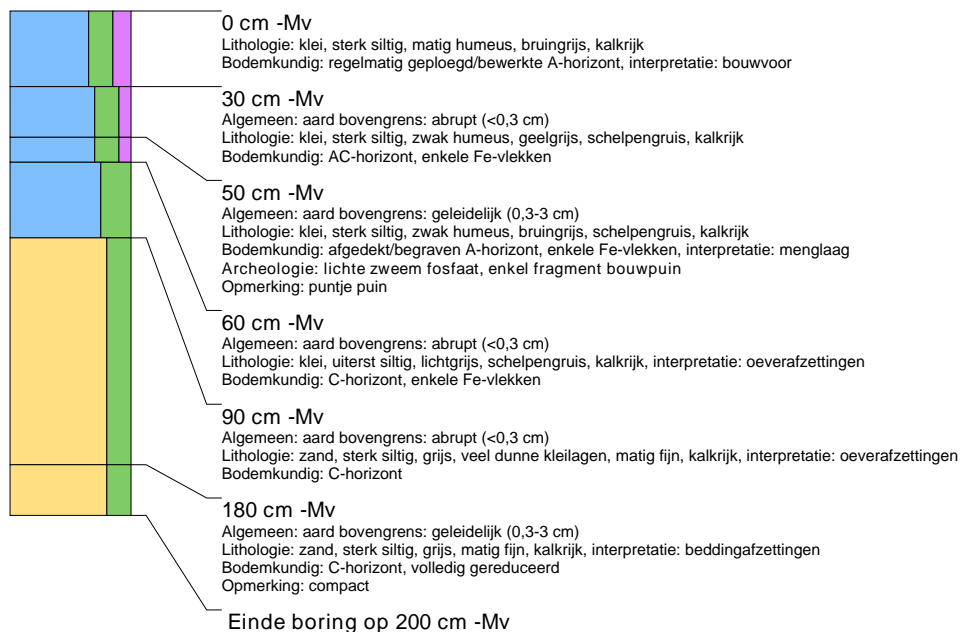 0 cm -Mv
Lithologie: klei, sterk siltig, matig humeus, bruingrijs, kalkrijk
Bodemkundig: regelmatig geploegd/bewerkte A-horizont, interpretatie: bouwvoor
30 cm -Mv
Algemeen: aard bovengrens: abrupt (<0,3 cm)
Lithologie: klei, sterk siltig, zwak humeus, geelgrijs, schelpengruis, kalkrijk
Bodemkundig: AC-horizont, enkele Fe-vlekken
50 cm -Mv
Algemeen: aard bovengrens: geleidelijk (0,3-3 cm)
Lithologie: klei, sterk siltig, zwak humeus, bruingrijs, schelpengruis, kalkrijk
Bodemkundig: afgedekt/begraven A-horizont, enkele Fe-vlekken, interpretatie: menglaag
Archeologie: lichte zweem fosfaat, enkel fragment bouwpuin
Opmerking: puntje puin
60 cm -Mv
Algemeen: aard bovengrens: abrupt (<0,3 cm)
Lithologie: klei, uiterst siltig, lichtgrijs, schelpengruis, kalkrijk, interpretatie: oeverafzettingen
Bodemkundig: C-horizont, enkele Fe-vlekken
90 cm -Mv
Algemeen: aard bovengrens: abrupt (<0,3 cm)
Lithologie: zand, sterk siltig, grijs, veel dunne kleilagen, matig fijn, kalkrijk, interpretatie: oeverafzettingen
Bodemkundig: C-horizont
180 cm -Mv
Algemeen: aard bovengrens: geleidelijk (0,3-3 cm)
Lithologie: zand, sterk siltig, grijs, matig fijn, kalkrijk, interpretatie: beddingafzettingen
Bodemkundig: C-horizont, volledig gereduceerd
Opmerking: compact
Einde boring op 200 cm -Mv